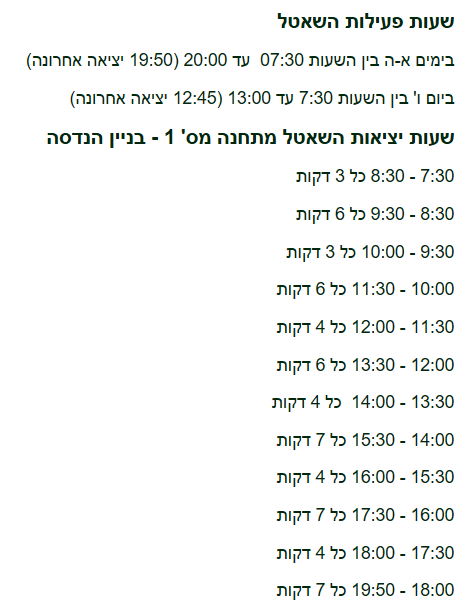 שעות פעילות השאטל
בימים א-ה בין השעות 07:30 עד 20:00 (19:50 יציאה אחרונה)
ביום ו' בין השעות 7:30 עד 13:00 (12:45 יציאה אחרונה)
שעות יציאות השאטל מתחנה מס' 1 - בניין הנדסה
7:30 - 8:30 כל 3 דקות
8:30 - 9:30 כל 6 דקות
9:30 - 10:00 כל 3 דקות
10:00 - 11:30 כל 6 דקות
11:30 - 12:00 כל 4 דקות
12:00 - 13:30 כל 6 דקות
13:30 - 14:00 כל 4 דקות
14:00 - 15:30 כל 7 דקות
15:30 - 16:00 כל 4 דקות
16:00 - 17:30 כל 7 דקות
17:30 - 18:00 כל 4 דקות
18:00 - 19:50 כל 7 דקות